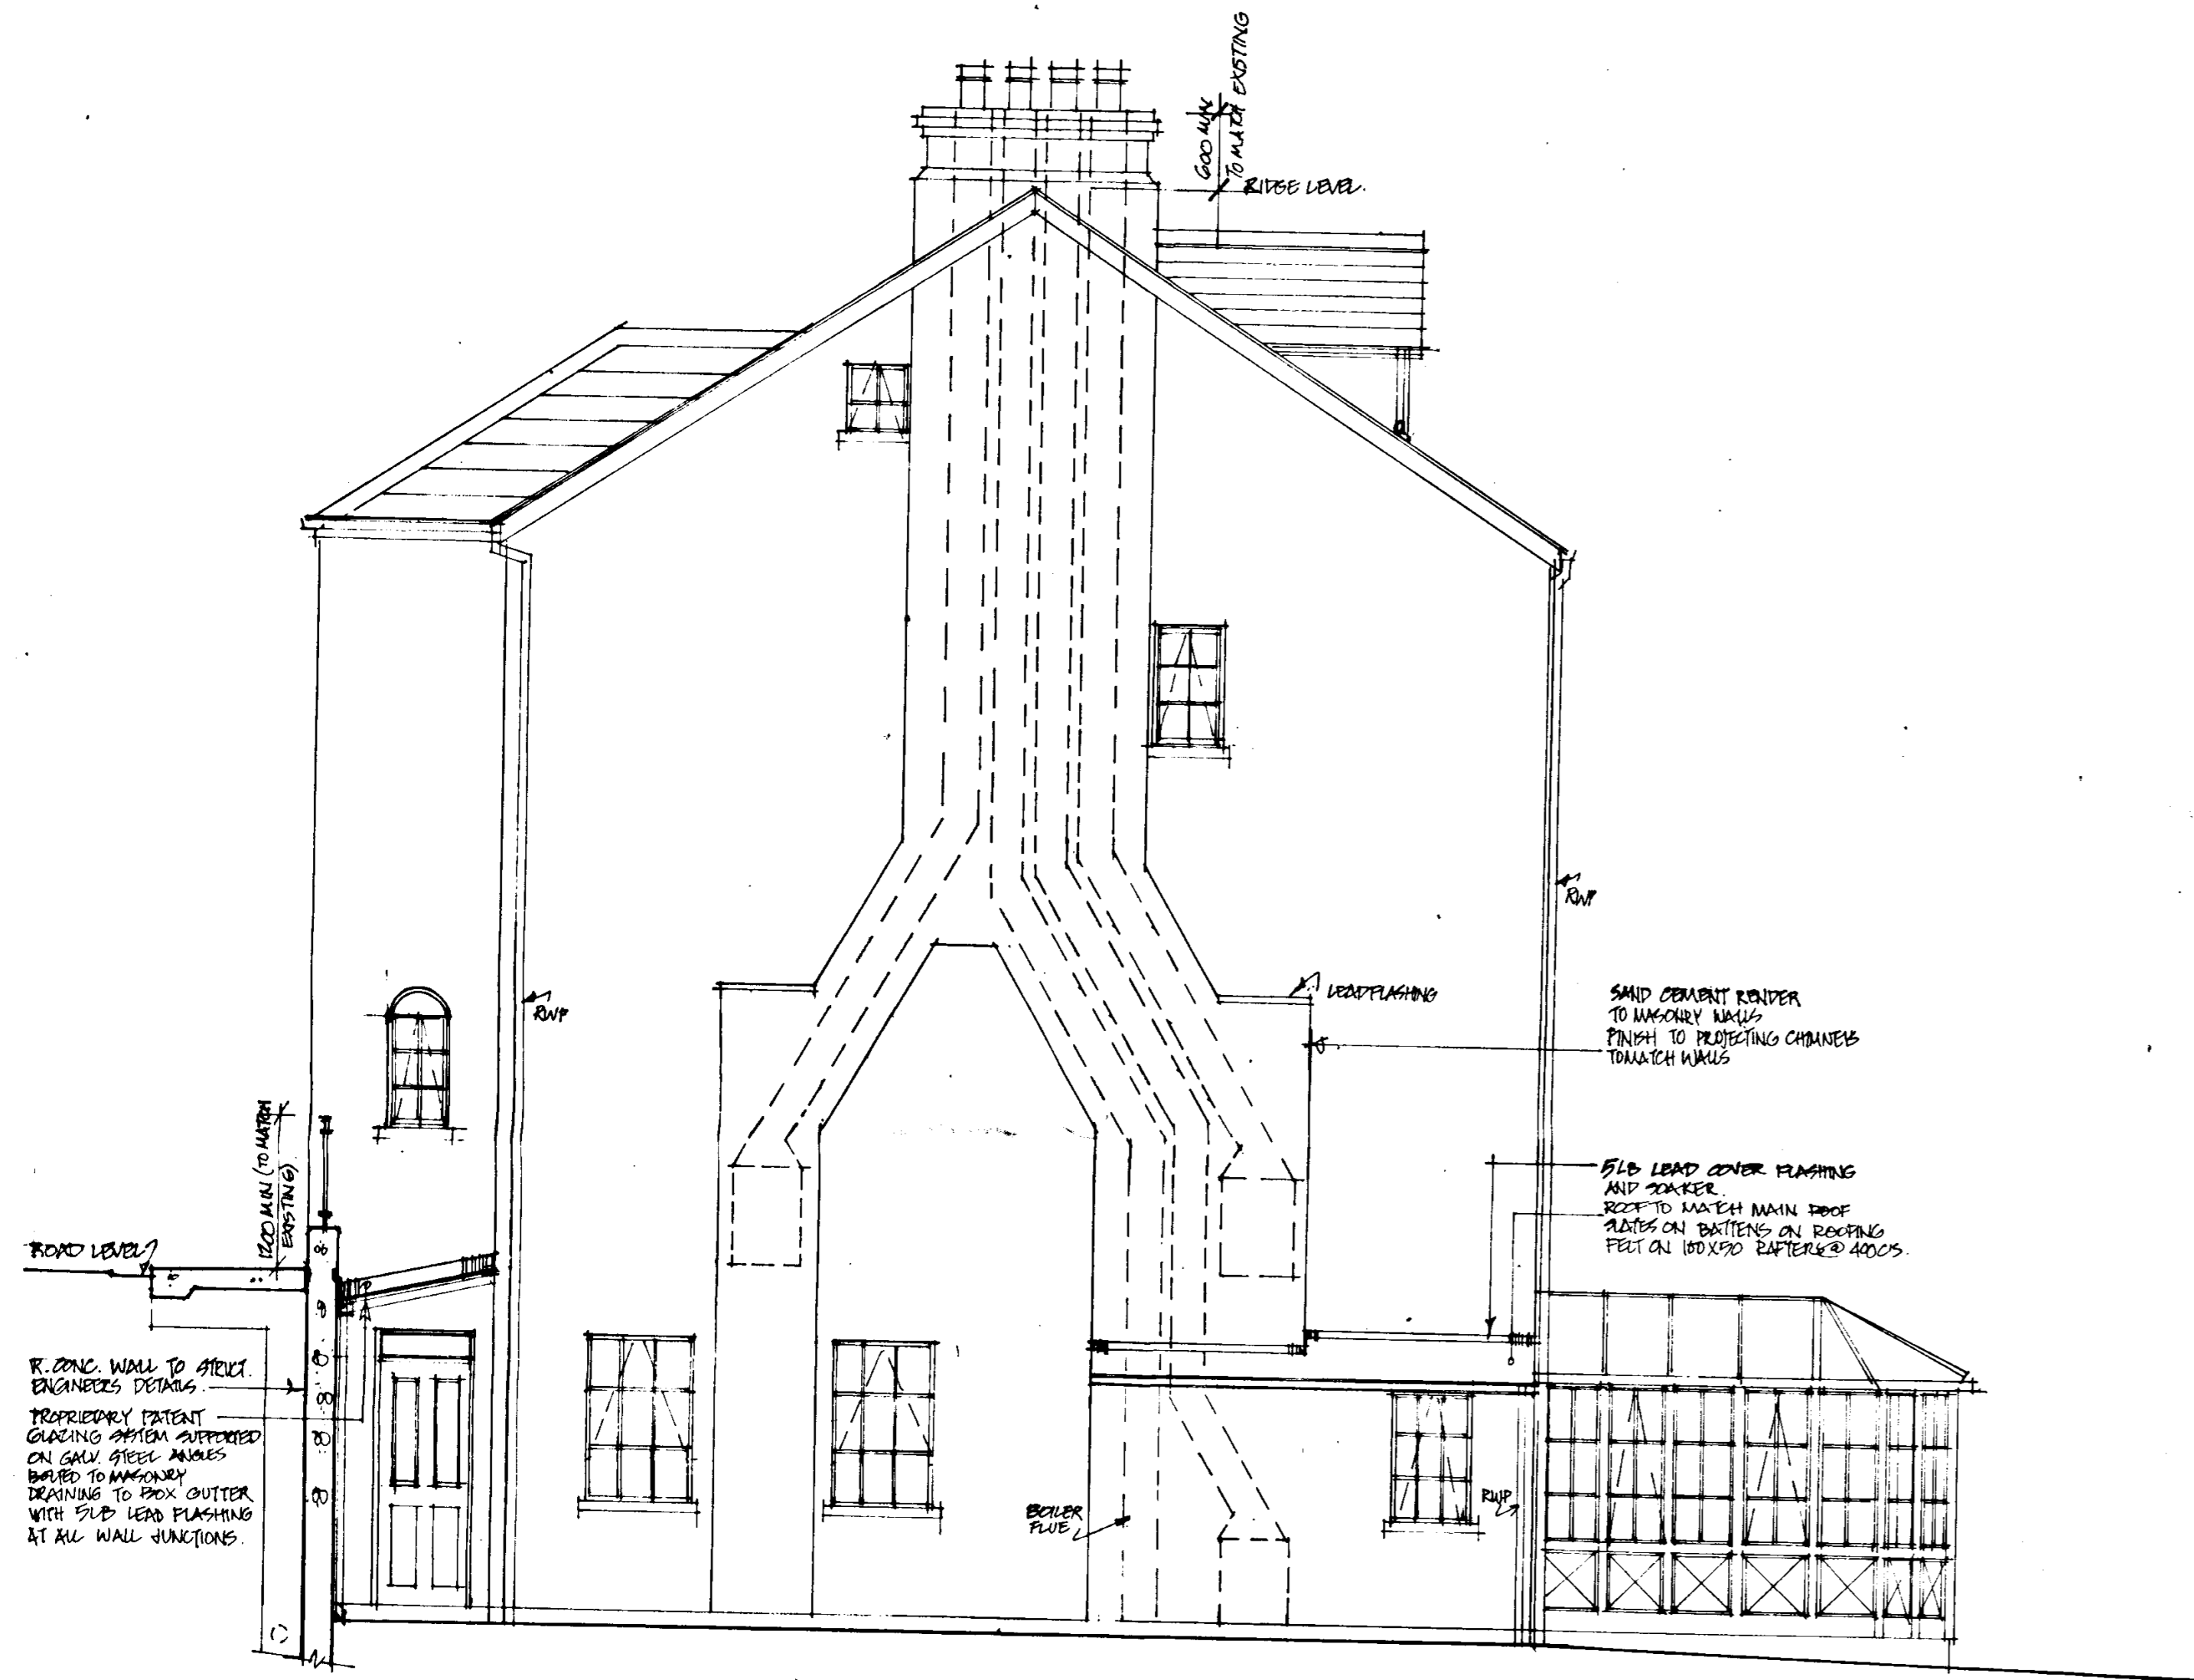 600 MIN
TO MATCH EXISTING
RIDGE LEVEL.
RWP
RWP
LEAD FLASHING
SAND CEMENT RENDER
TO MASONRY WALLS
FINISH TO PROJECTING CHIMNEYS
TO MATCH WALLS
1200 MIN (TO MATCH
EXISTING)
ROAD LEVEL
5LB LEAD COVER FLASHING
AND SOAKER.
ROOF TO MATCH MAIN ROOF
SLATES ON BATTENS ON ROOFING
FELT ON 100X50 RAFTERS @ 400CS.
R. CONC. WALL TO STRUCT.
ENGINEERS DETAILS.
PROPRIETARY PATENT
GLAZING SYSTEM SUPPORTED
ON GALV. STEEL ANGLES
BOLTED TO MASONRY
DRAINING TO BOX GUTTER
WITH 5LB LEAD FLASHING
AT ALL WALL JUNCTIONS.
BOILER
FLUE
RWP